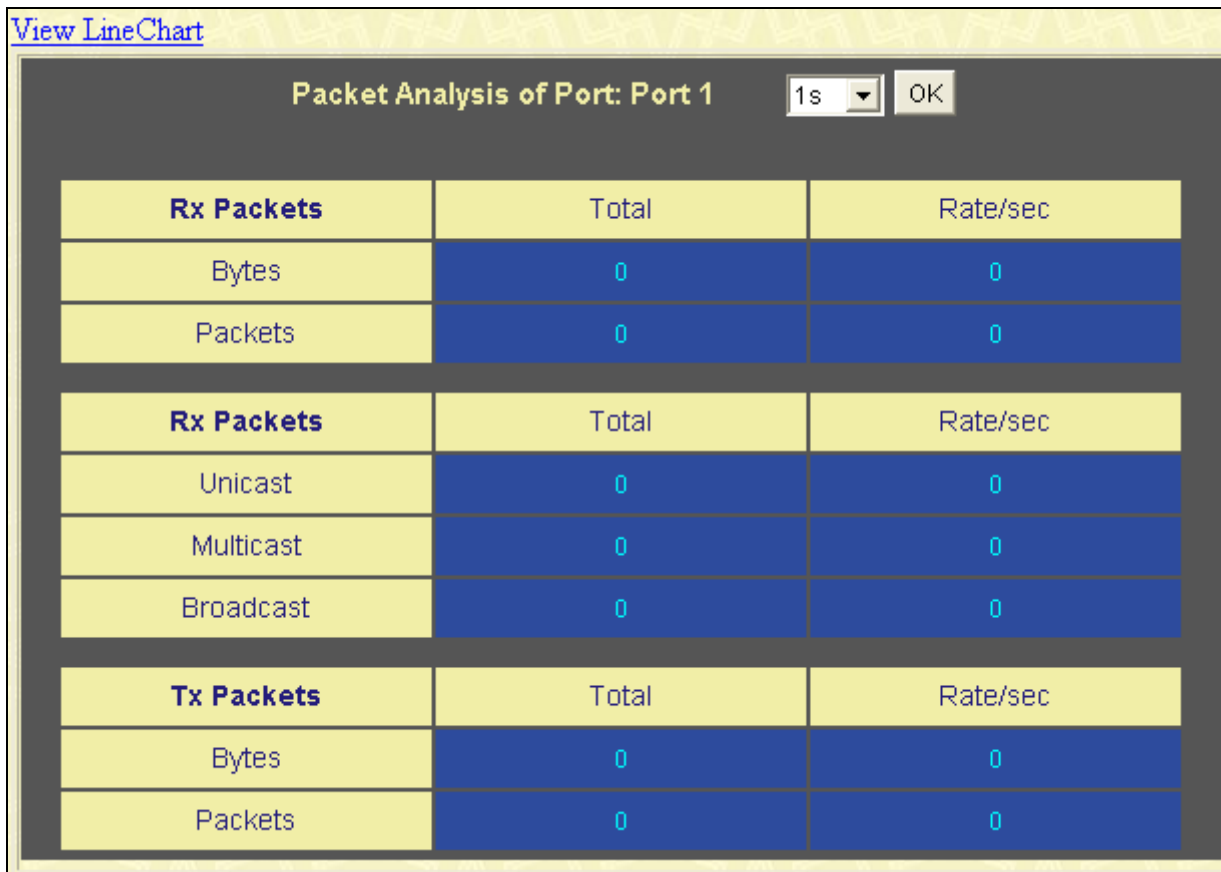 View LineChart
Packet Analysis of Port: Port 1 1s OK
Rx Packets Total Rate/sec
Bytes 0 0
Packets 0 0
Rx Packets Total Rate/sec
Unicast 0 0
Multicast 0 0
Broadcast 0 0
Tx Packets Total Rate/sec
Bytes 0 0
Packets 0 0